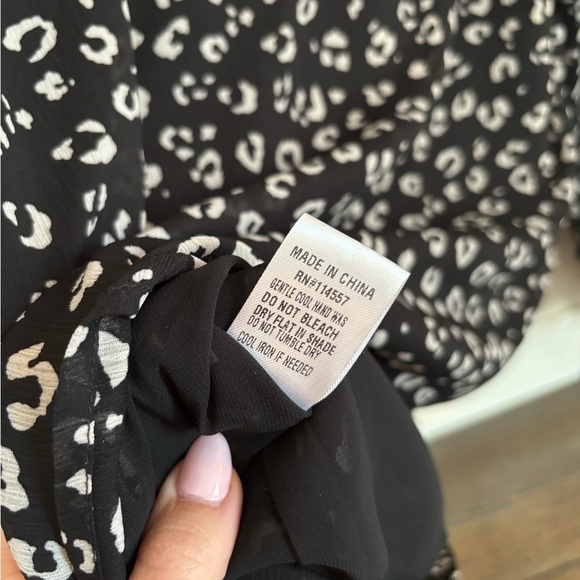 MADE IN CHINA
RN#114557
GENTLE COOL HAND WAS
DO NOT BLEACH
DRY FLAT IN SHADE
DO NOT TUMBLE DRY
COOL IRON IF NEEDED